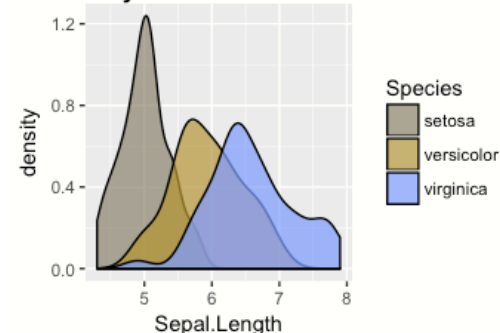 1.2
0.8
0.4
0.0
density
5
6
7
8
Sepal.Length
Species
setosa
versicolor
virginica